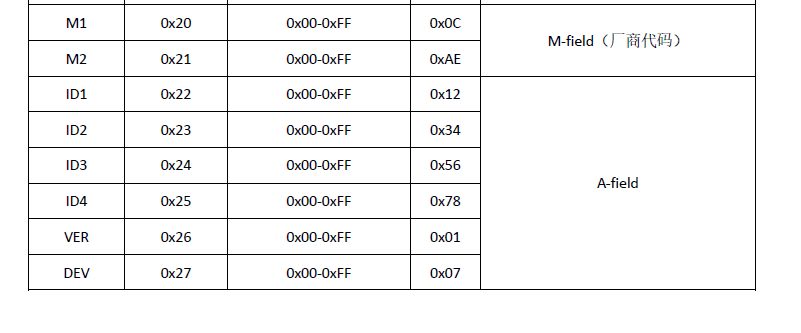 M1 0x20 0x00-0xFF 0x0C M-field（厂商代码）
M2 0x21 0x00-0xFF 0xAE
ID1 0x22 0x00-0xFF 0x12 A-field
ID2 0x23 0x00-0xFF 0x34
ID3 0x24 0x00-0xFF 0x56
ID4 0x25 0x00-0xFF 0x78
VER 0x26 0x00-0xFF 0x01
DEV 0x27 0x00-0xFF 0x07